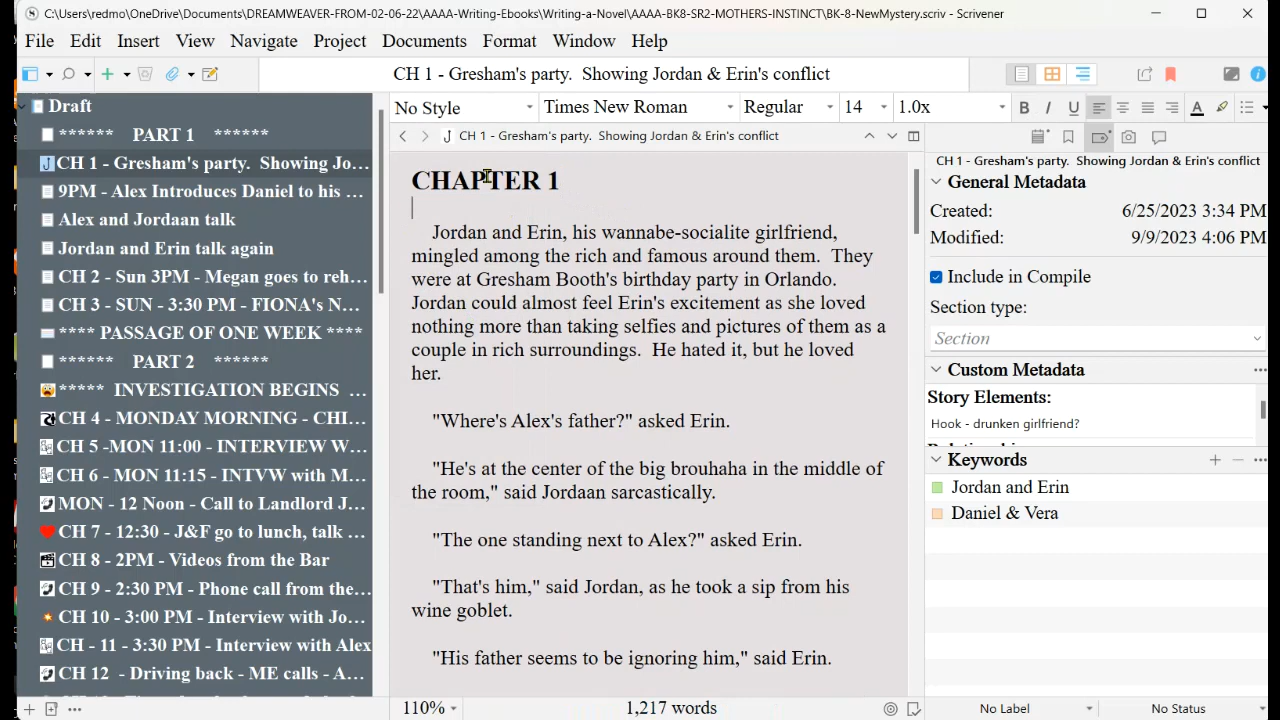 C:\Users\redmo\OneDrive\Documents\DREAMWEAVER-FROM-02-06-22\AAAA-Writing-Ebooks\Writing-a-Novel\AAAA-BK8-SR2-MOTHERS-INSTINCT\BK-8-NewMystery.scriv - Scrivener
File Edit Insert View Navigate Project Documents Format Window Help
CH 1 - Gresham's party.  Showing Jordan & Erin's conflict
Draft
****** PART 1 ******
CH 1 - Gresham's party.  Showing Jo...
9PM - Alex Introduces Daniel to his ...
Alex and Jordaan talk
Jordan and Erin talk again
CH 2 - Sun 3PM - Megan goes to reh...
CH 3 - SUN - 3:30 PM - FIONA's N...
**** PASSAGE OF ONE WEEK ****
****** PART 2 ******
***** INVESTIGATION BEGINS ...
CH 4 - MONDAY MORNING - CHI...
CH 5 -MON 11:00 - INTERVIEW W...
CH 6 - MON 11:15 - INTVW with M...
MON - 12 Noon - Call to Landlord J...
CH 7 - 12:30 - J&F go to lunch, talk ...
CH 8 - 2PM - Videos from the Bar
CH 9 - 2:30 PM - Phone call from the...
CH 10 - 3:00 PM - Interview with Jo...
CH - 11 - 3:30 PM - Interview with Alex
CH 12  - Driving back - ME calls - A...
No Style Times New Roman Regular 14 1.0x B I U A
CH 1 - Gresham's party.  Showing Jordan & Erin's conflict
CHAPTER 1
Jordan and Erin, his wannabe-socialite girlfriend,
mingled among the rich and famous around them.  They
were at Gresham Booth's birthday party in Orlando.
Jordan could almost feel Erin's excitement as she loved
nothing more than taking selfies and pictures of them as a
couple in rich surroundings.  He hated it, but he loved
her.
"Where's Alex's father?" asked Erin.
"He's at the center of the big brouhaha in the middle of
the room," said Jordaan sarcastically.
"The one standing next to Alex?" asked Erin.
"That's him," said Jordan, as he took a sip from his
wine goblet.
"His father seems to be ignoring him," said Erin.
110% 1,217 words
CH 1 - Gresham's party.  Showing Jordan & Erin's conflict
General Metadata
Created: 6/25/2023 3:34 PM
Modified: 9/9/2023 4:06 PM
Include in Compile
Section type:
Section
Custom Metadata
Story Elements:
Hook - drunken girlfriend?
Keywords
Jordan and Erin
Daniel & Vera
No Label No Status